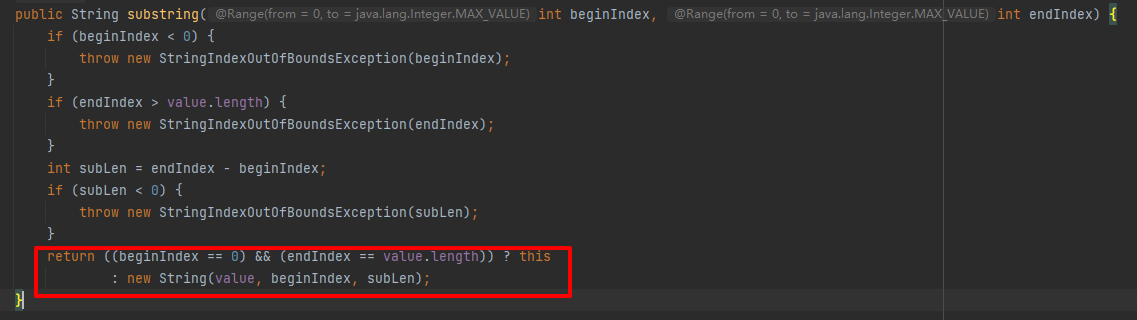 public String substring( @Range(from = 0, to = java.lang.Integer.MAX_VALUE) int beginIndex, @Range(from = 0, to = java.lang.Integer.MAX_VALUE) int endIndex) {
    if (beginIndex < 0) {
        throw new StringIndexOutOfBoundsException(beginIndex);
    }
    if (endIndex > value.length) {
        throw new StringIndexOutOfBoundsException(endIndex);
    }
    int subLen = endIndex - beginIndex;
    if (subLen < 0) {
        throw new StringIndexOutOfBoundsException(subLen);
    }
    return ((beginIndex == 0) && (endIndex == value.length)) ? this
            : new String(value, beginIndex, subLen);
}